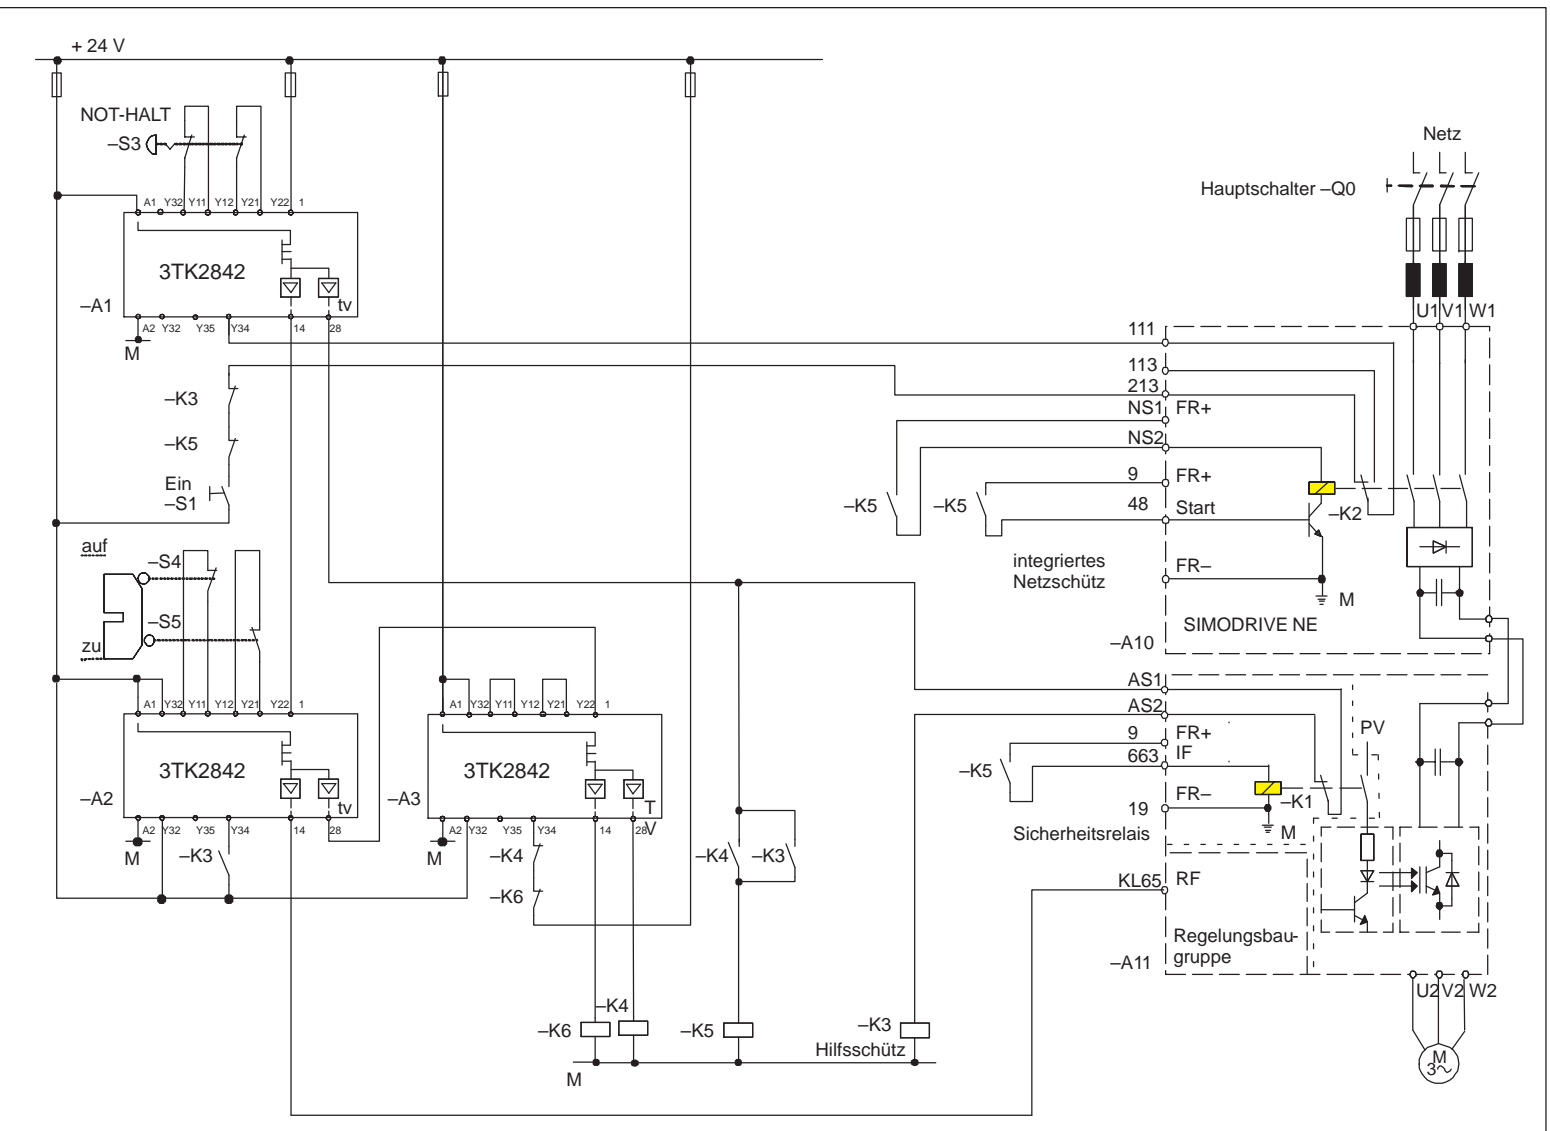 + 24 V
NOT-HALT
–S3
Netz
Hauptschalter –Q0
A1 Y32 Y11 Y12 Y21 Y22 1
3TK2842
–A1
tv
A2 Y32 Y35 Y34 14 28
M
U1 V1 W1
111
113
213
NS1 FR+
NS2
9 FR+
48 Start
–K3
–K5
Ein
–S1
–K5
–K5
–K2
integriertes
Netzschütz
FR–
M
SIMODRIVE NE
–A10
auf
–S4
–S5
zu
A1 Y32 Y11 Y12 Y21 Y22 1
3TK2842
–A2
tv
A2 Y32 Y35 Y34 14 28
M
–K3
A1 Y32 Y11 Y12 Y21 Y22 1
3TK2842
–A3
T
V
A2 Y32 Y35 Y34 14 28
M
–K4
–K6
–K4
–K3
AS1
AS2
9 FR+
663 IF
PV
–K5
FR–
19
–K1
M
Sicherheitsrelais
KL65 RF
Regelungsbau-
gruppe
–A11
U2 V2 W2
–K4
–K6
–K5
–K3
Hilfsschütz
M
M
3~